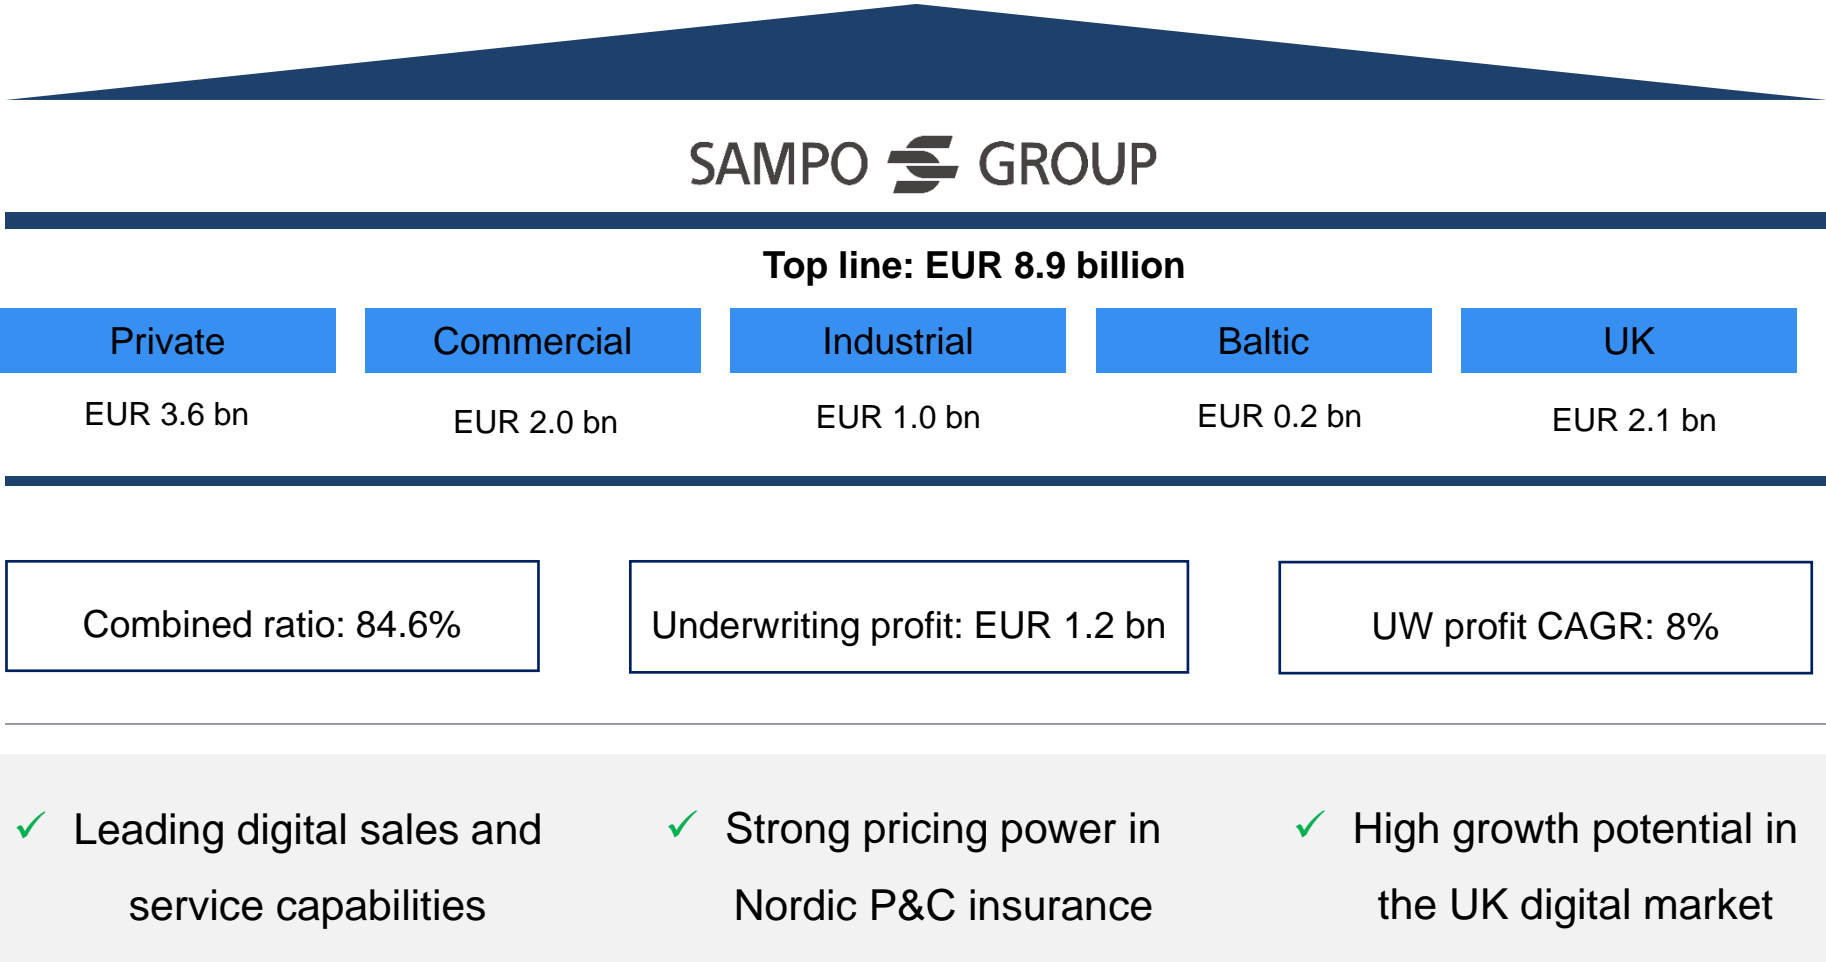 SAMPO GROUP
Top line: EUR 8.9 billion
Private
Commercial
Industrial
Baltic
UK
EUR 3.6 bn
EUR 2.0 bn
EUR 1.0 bn
EUR 0.2 bn
EUR 2.1 bn
Combined ratio: 84.6%
Underwriting profit: EUR 1.2 bn
UW profit CAGR: 8%
✓ Leading digital sales and
service capabilities
✓ Strong pricing power in
Nordic P&C insurance
✓ High growth potential in
the UK digital market